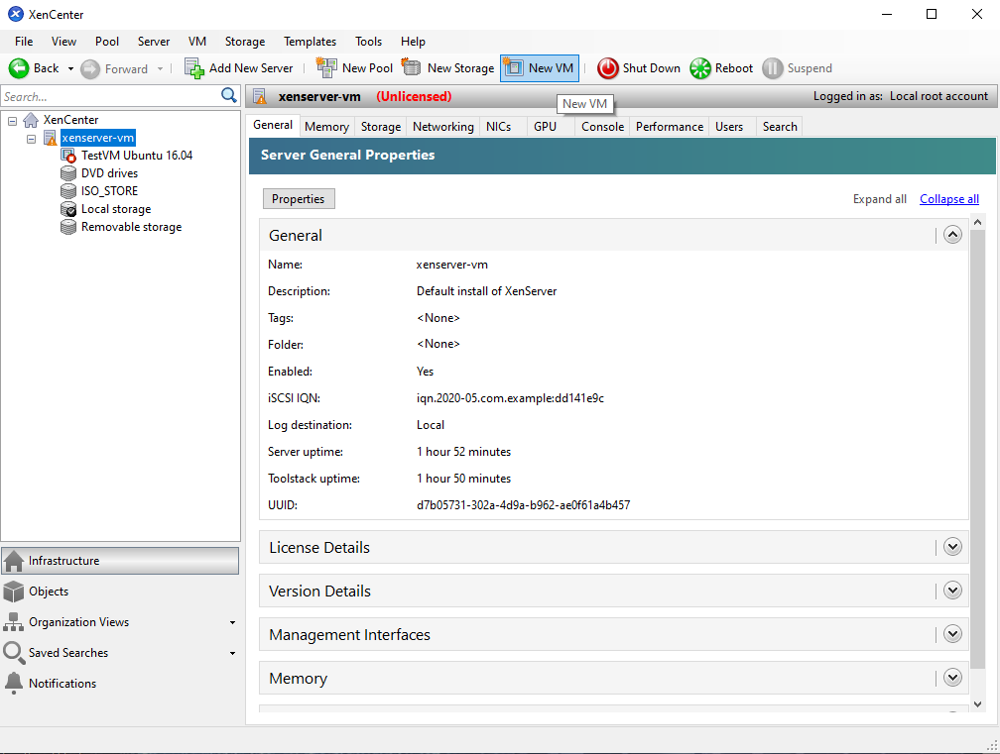 XenCenter
File View Pool Server VM Storage Templates Tools Help
Back Forward Add New Server New Pool New Storage New VM Shut Down Reboot Suspend
Search...
xenserver-vm (Unlicensed) Logged in as: Local root account
New VM
XenCenter
xenserver-vm
TestVM Ubuntu 16.04
DVD drives
ISO_STORE
Local storage
Removable storage
General Memory Storage Networking NICs GPU Console Performance Users Search
Server General Properties
Properties Expand all Collapse all
General
Name: xenserver-vm
Description: Default install of XenServer
Tags: <None>
Folder: <None>
Enabled: Yes
iSCSI IQN: iqn.2020-05.com.example:dd141e9c
Log destination: Local
Server uptime: 1 hour 52 minutes
Toolstack uptime: 1 hour 50 minutes
UUID: d7b05731-302a-4d9a-b962-ae0f61a4b457
License Details
Version Details
Management Interfaces
Memory
Infrastructure
Objects
Organization Views
Saved Searches
Notifications